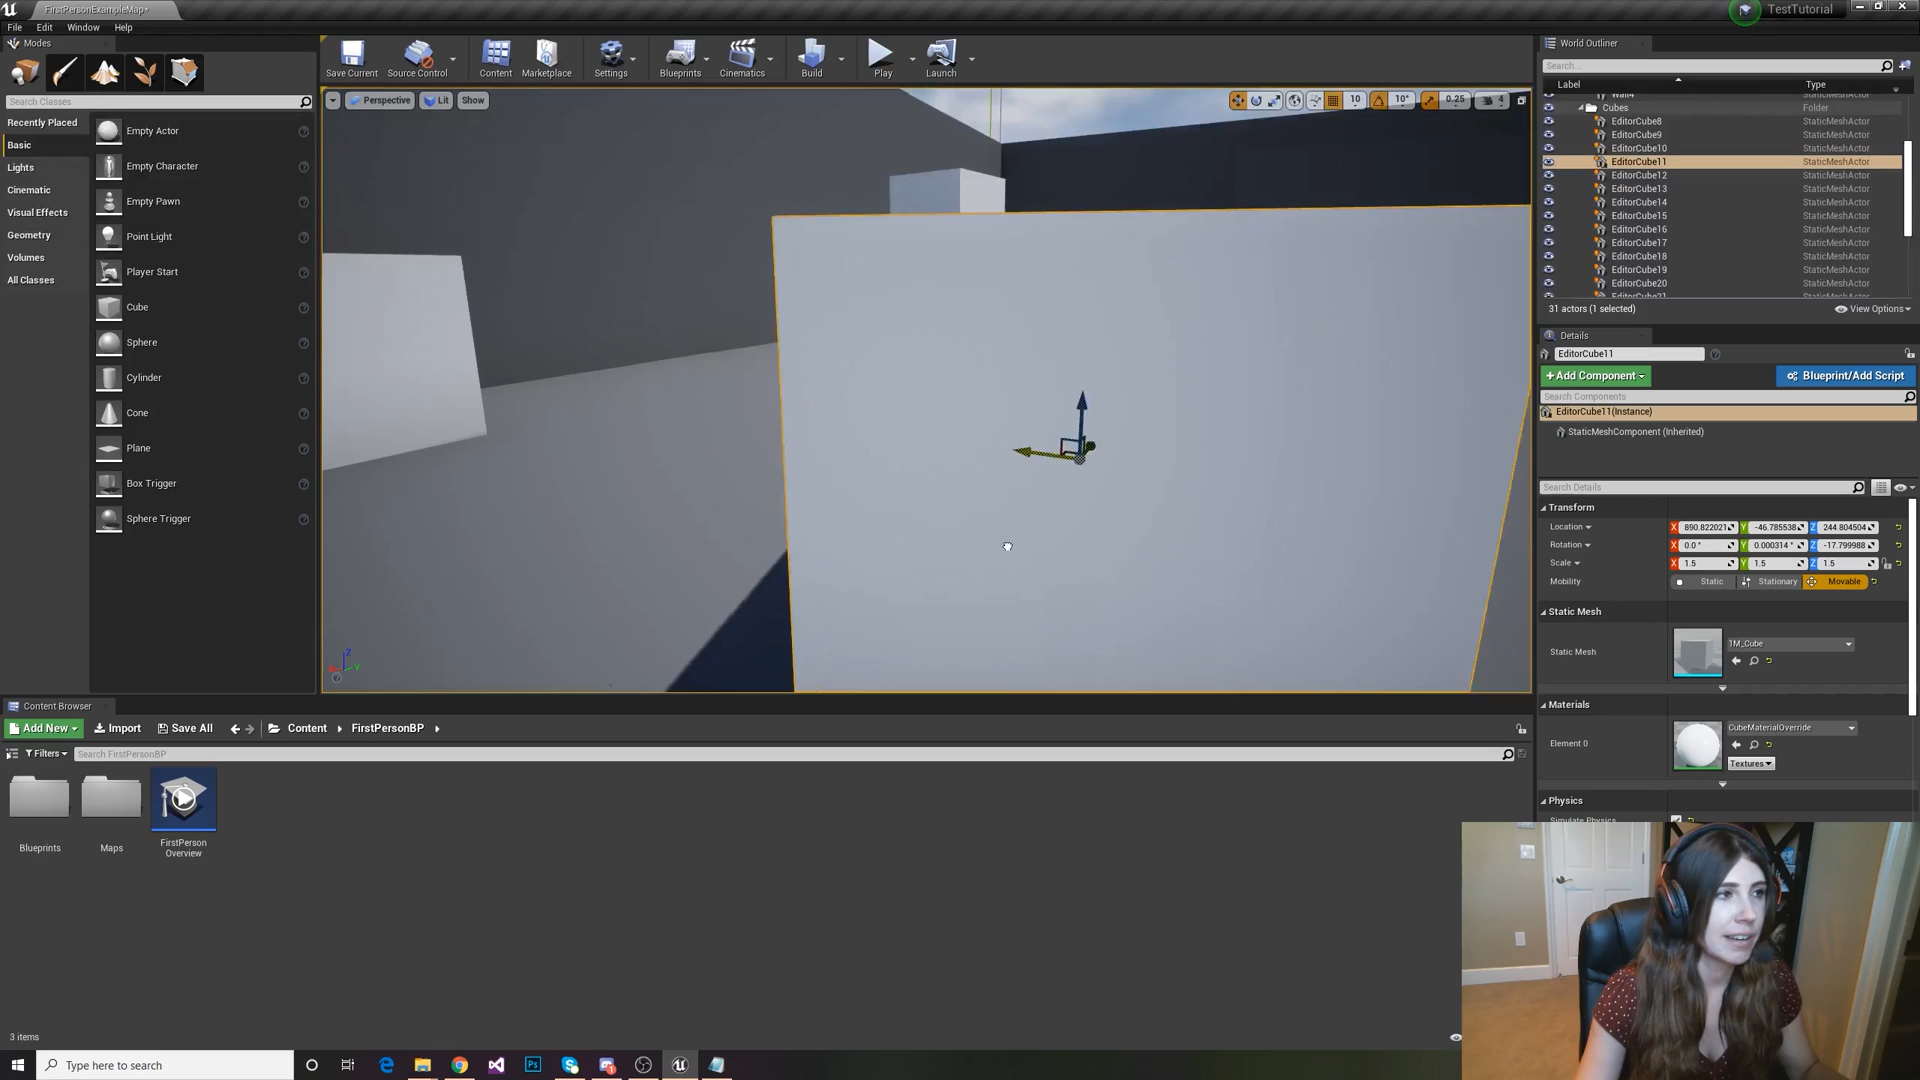 FirstPersonExampleMap*
TestTutorial
File Edit Window Help
Modes
Search Classes
Recently Placed
Basic
Lights
Cinematic
Visual Effects
Geometry
Volumes
All Classes
Empty Actor
Empty Character
Empty Pawn
Point Light
Player Start
Cube
Sphere
Cylinder
Cone
Plane
Box Trigger
Sphere Trigger
Save Current
Source Control
Content
Marketplace
Settings
Blueprints
Cinematics
Build
Play
Launch
Perspective Lit Show
10 10° 0.25 4
Z
Y
World Outliner
Search...
Label Type
Wall4 StaticMeshActor
Cubes Folder
EditorCube8 StaticMeshActor
EditorCube9 StaticMeshActor
EditorCube10 StaticMeshActor
EditorCube11 StaticMeshActor
EditorCube12 StaticMeshActor
EditorCube13 StaticMeshActor
EditorCube14 StaticMeshActor
EditorCube15 StaticMeshActor
EditorCube16 StaticMeshActor
EditorCube17 StaticMeshActor
EditorCube18 StaticMeshActor
EditorCube19 StaticMeshActor
EditorCube20 StaticMeshActor
EditorCube21 StaticMeshActor
31 actors (1 selected) View Options
Details
EditorCube11
+Add Component Blueprint/Add Script
Search Components
EditorCube11(Instance)
StaticMeshComponent (Inherited)
Search Details
Transform
Location X 890.822021 Y -46.785538 Z 244.804504
Rotation X 0.0 ° Y 0.000314 ° Z -17.799988
Scale X 1.5 Y 1.5 Z 1.5
Mobility Static Stationary Movable
Static Mesh
Static Mesh 1M_Cube
Materials
Element 0 CubeMaterialOverride
Textures
Physics
Simulate Physics
Content Browser
Add New Import Save All Content FirstPersonBP
Filters Search FirstPersonBP
Blueprints
Maps
FirstPerson
Overview
3 items
Type here to search
Ps